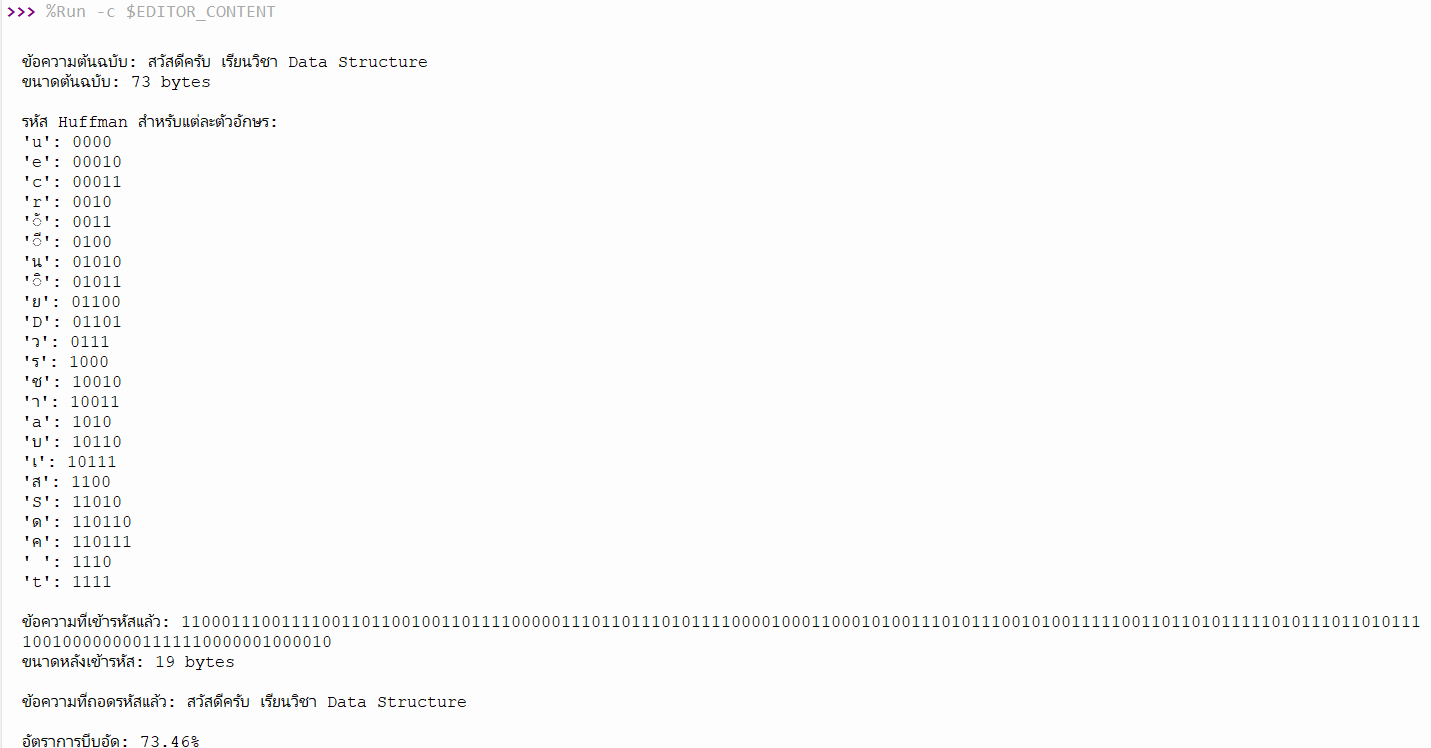 >>> %Run -c $EDITOR_CONTENT
ข้อความต้นฉบับ: สวัสดีครับ เรียนวิชา Data Structure
ขนาดต้นฉบับ: 73 bytes
รหัส Huffman สำหรับแต่ละตัวอักษร:
'u': 0000
'e': 00010
'c': 00011
'r': 0010
'ั': 0011
'ี': 0100
'น': 01010
'ิ': 01011
'ย': 01100
'D': 01101
'ว': 0111
'ร': 1000
'ช': 10010
'า': 10011
'a': 1010
'บ': 10110
'เ': 10111
'ส': 1100
'S': 11010
'ด': 110110
'ค': 110111
' ': 1110
't': 1111
ข้อความที่เข้ารหัสแล้ว: 1100011100111100110110010011011110000011101101110101111000010001100010100111010111001010011111001101101011111010111011010111
1001000000000111111000000100010
ขนาดหลังเข้ารหัส: 19 bytes
ข้อความที่ถอดรหัสแล้ว: สวัสดีครับ เรียนวิชา Data Structure
อัตราการบีบอัด: 73.46%